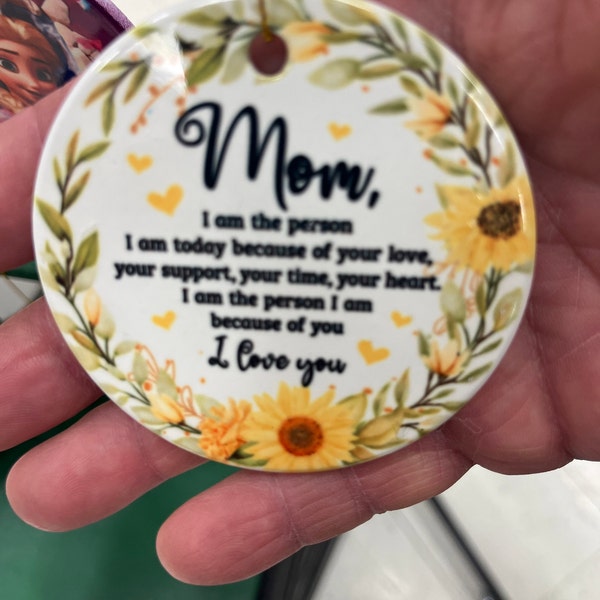 Mom,
I am the person
I am today because of your love,
your support, your time, your heart.
I am the person I am
because of you
I love you